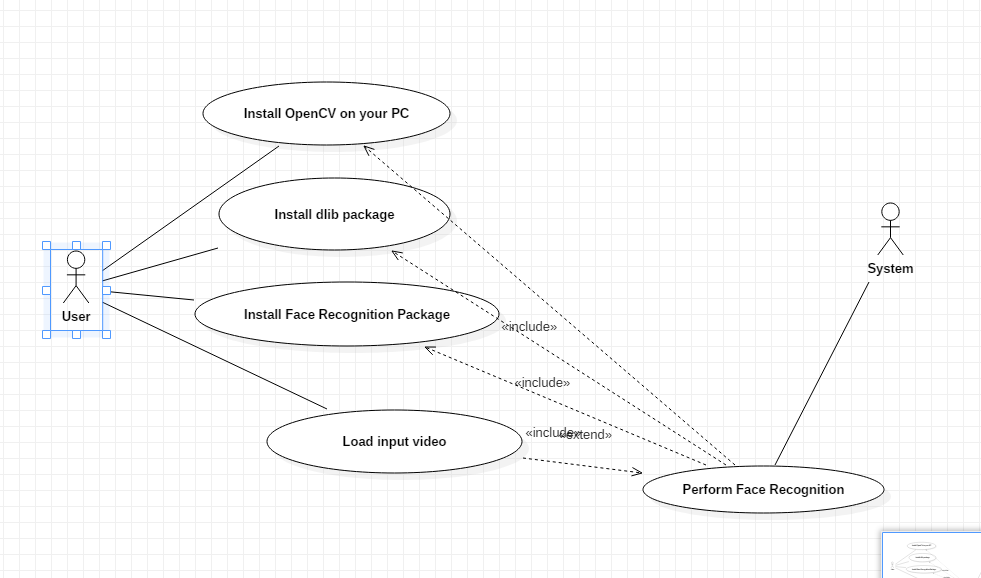 Install OpenCV on your PC
Install dlib package
System
Install Face Recognition Package
User
«include»
«include»
«include»
«extend»
Load input video
Perform Face Recognition